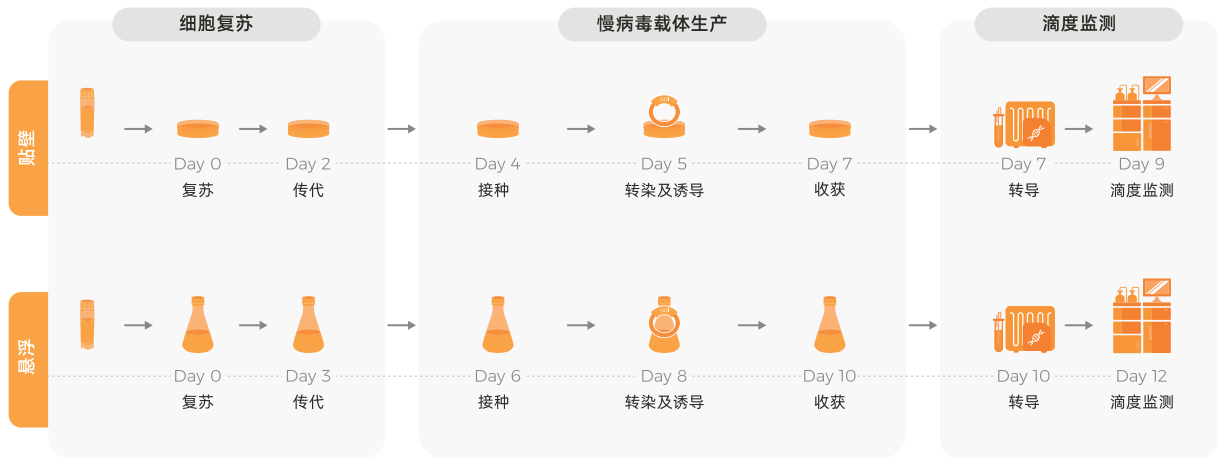 细胞复苏
慢病毒载体生产
滴度监测
贴壁
Day 0
Day 2
Day 4
Day 5
Day 7
Day 7
Day 9
复苏
传代
接种
转染及诱导
收获
转导
滴度监测
悬浮
Day 0
Day 3
Day 6
Day 8
Day 10
Day 10
Day 12
复苏
传代
接种
转染及诱导
收获
转导
滴度监测